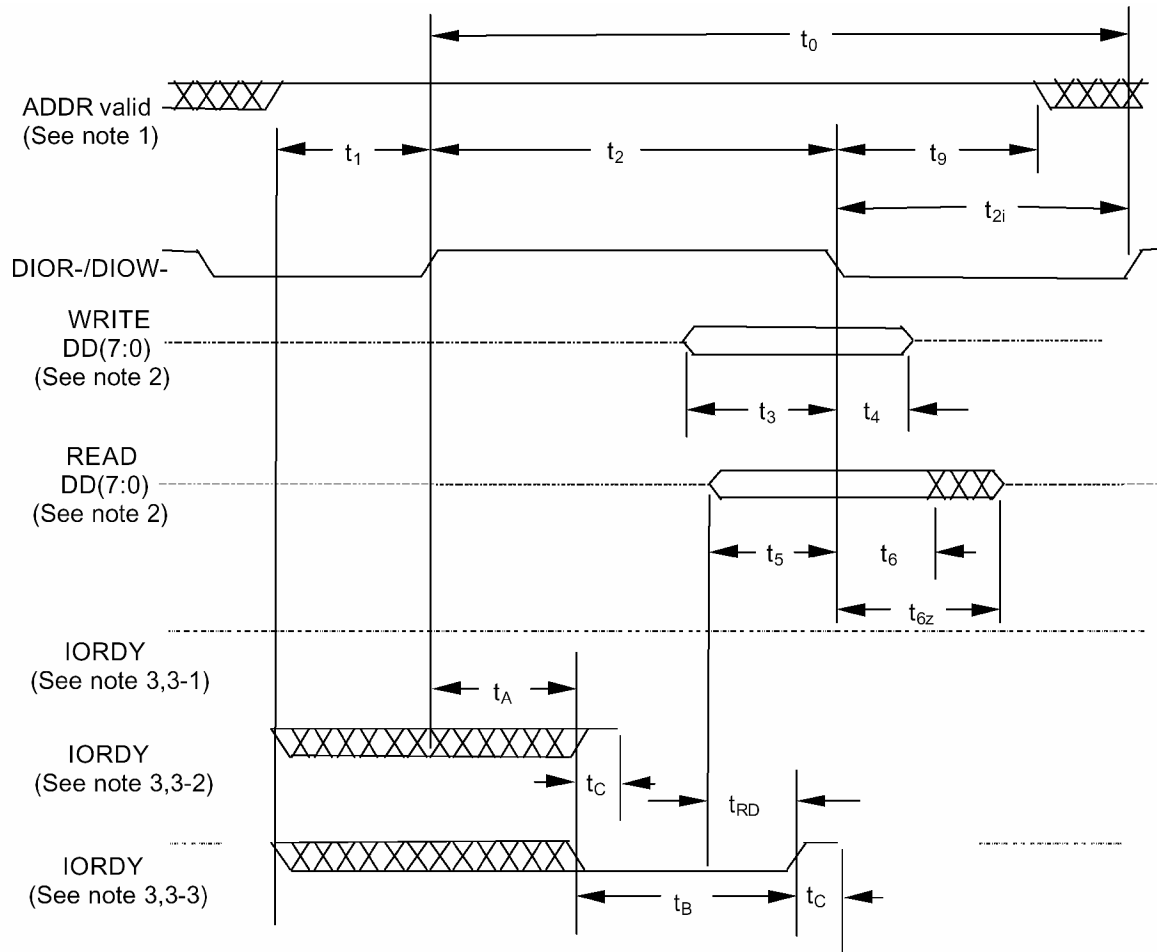 t0
ADDR valid
(See note 1)
t1
t2
t9
t2i
DIOR-/DIOW-
WRITE
DD(7:0)
(See note 2)
t3
t4
READ
DD(7:0)
(See note 2)
t5
t6
t6z
IORDY
(See note 3,3-1)
tA
IORDY
(See note 3,3-2)
tC
tRD
IORDY
(See note 3,3-3)
tB
tC